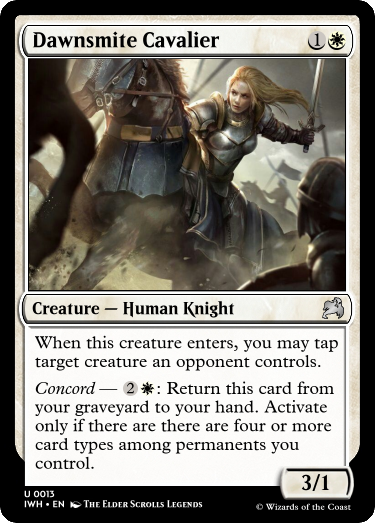 Dawnsmite Cavalier 1
Creature — Human Knight
When this creature enters, you may tap
target creature an opponent controls.
Concord — 2: Return this card from
your graveyard to your hand. Activate
only if there are there are four or more
card types among permanents you
control.
3/1
U 0013
IWH • EN THE ELDER SCROLLS LEGENDS
© Wizards of the Coast